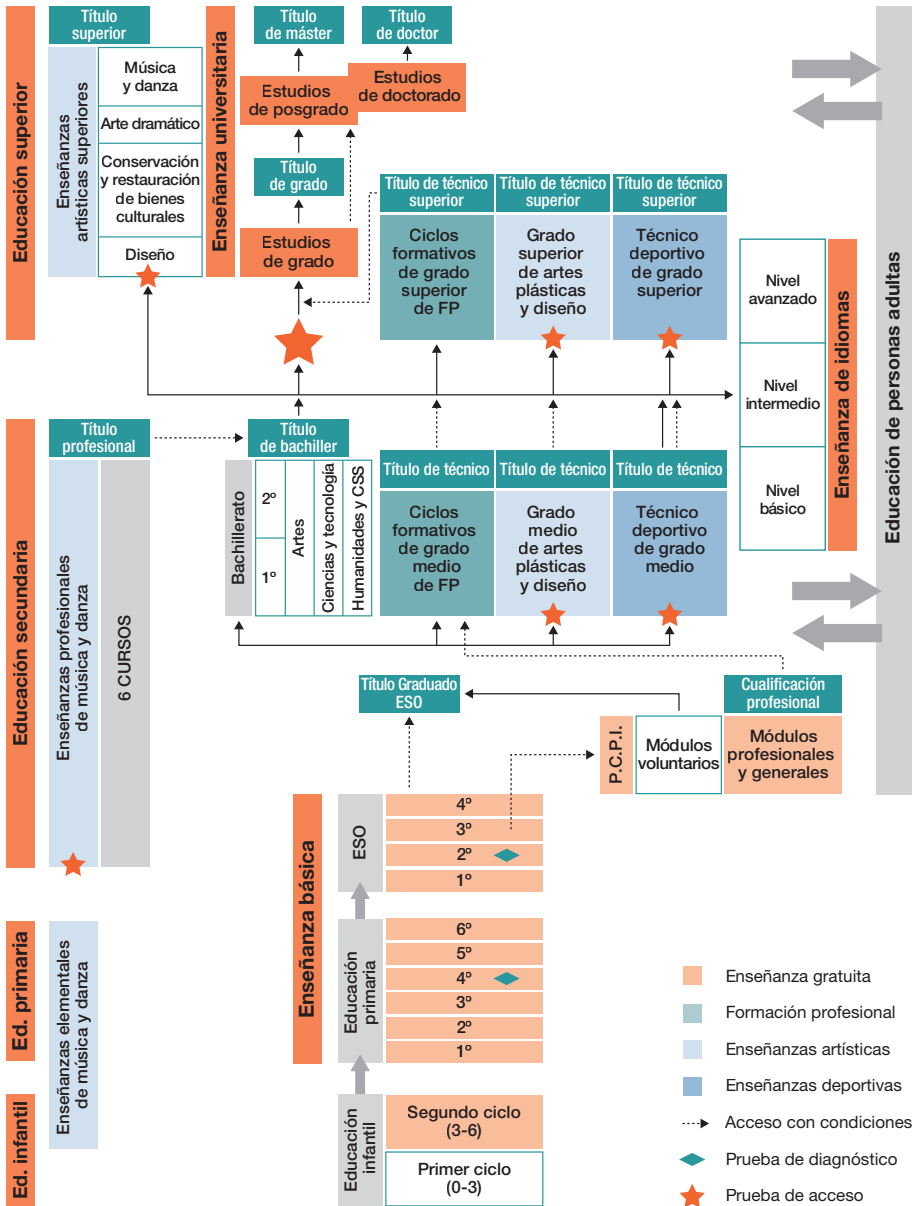 Educación superior
Título
superior
Enseñanzas
artísticas superiores
Música
y danza
Arte dramático
Conservación
y restauración
de bienes
culturales
Diseño
Enseñanza universitaria
Título
de máster
Título
de doctor
Estudios
de posgrado
Estudios
de doctorado
Título
de grado
Estudios
de grado
Título de técnico
superior
Ciclos
formativos
de grado
superior
de FP
Título de técnico
superior
Grado
superior
de artes
plásticas
y diseño
Título de técnico
superior
Técnico
deportivo
de grado
superior
Nivel
avanzado
Nivel
intermedio
Nivel
básico
Enseñanza de idiomas
Educación de personas adultas
Educación secundaria
Título
profesional
Enseñanzas profesionales
de música y danza
6 CURSOS
Título
de bachiller
Bachillerato
2º
1º
Artes
Ciencias y tecnología
Humanidades y CSS
Título de técnico
Ciclos
formativos
de grado
medio
de FP
Título de técnico
Grado
medio
de artes
plásticas
y diseño
Título de técnico
Técnico
deportivo
de grado
medio
Título Graduado
ESO
P.C.P.I.
Módulos
voluntarios
Cualificación
profesional
Módulos
profesionales
y generales
Enseñanza básica
ESO
4º
3º
2º
1º
Ed. primaria
Enseñanzas elementales
de música y danza
Educación
primaria
6º
5º
4º
3º
2º
1º
Ed. infantil
Educación
infantil
Segundo ciclo
(3-6)
Primer ciclo
(0-3)
Enseñanza gratuita
Formación profesional
Enseñanzas artísticas
Enseñanzas deportivas
Acceso con condiciones
Prueba de diagnóstico
Prueba de acceso